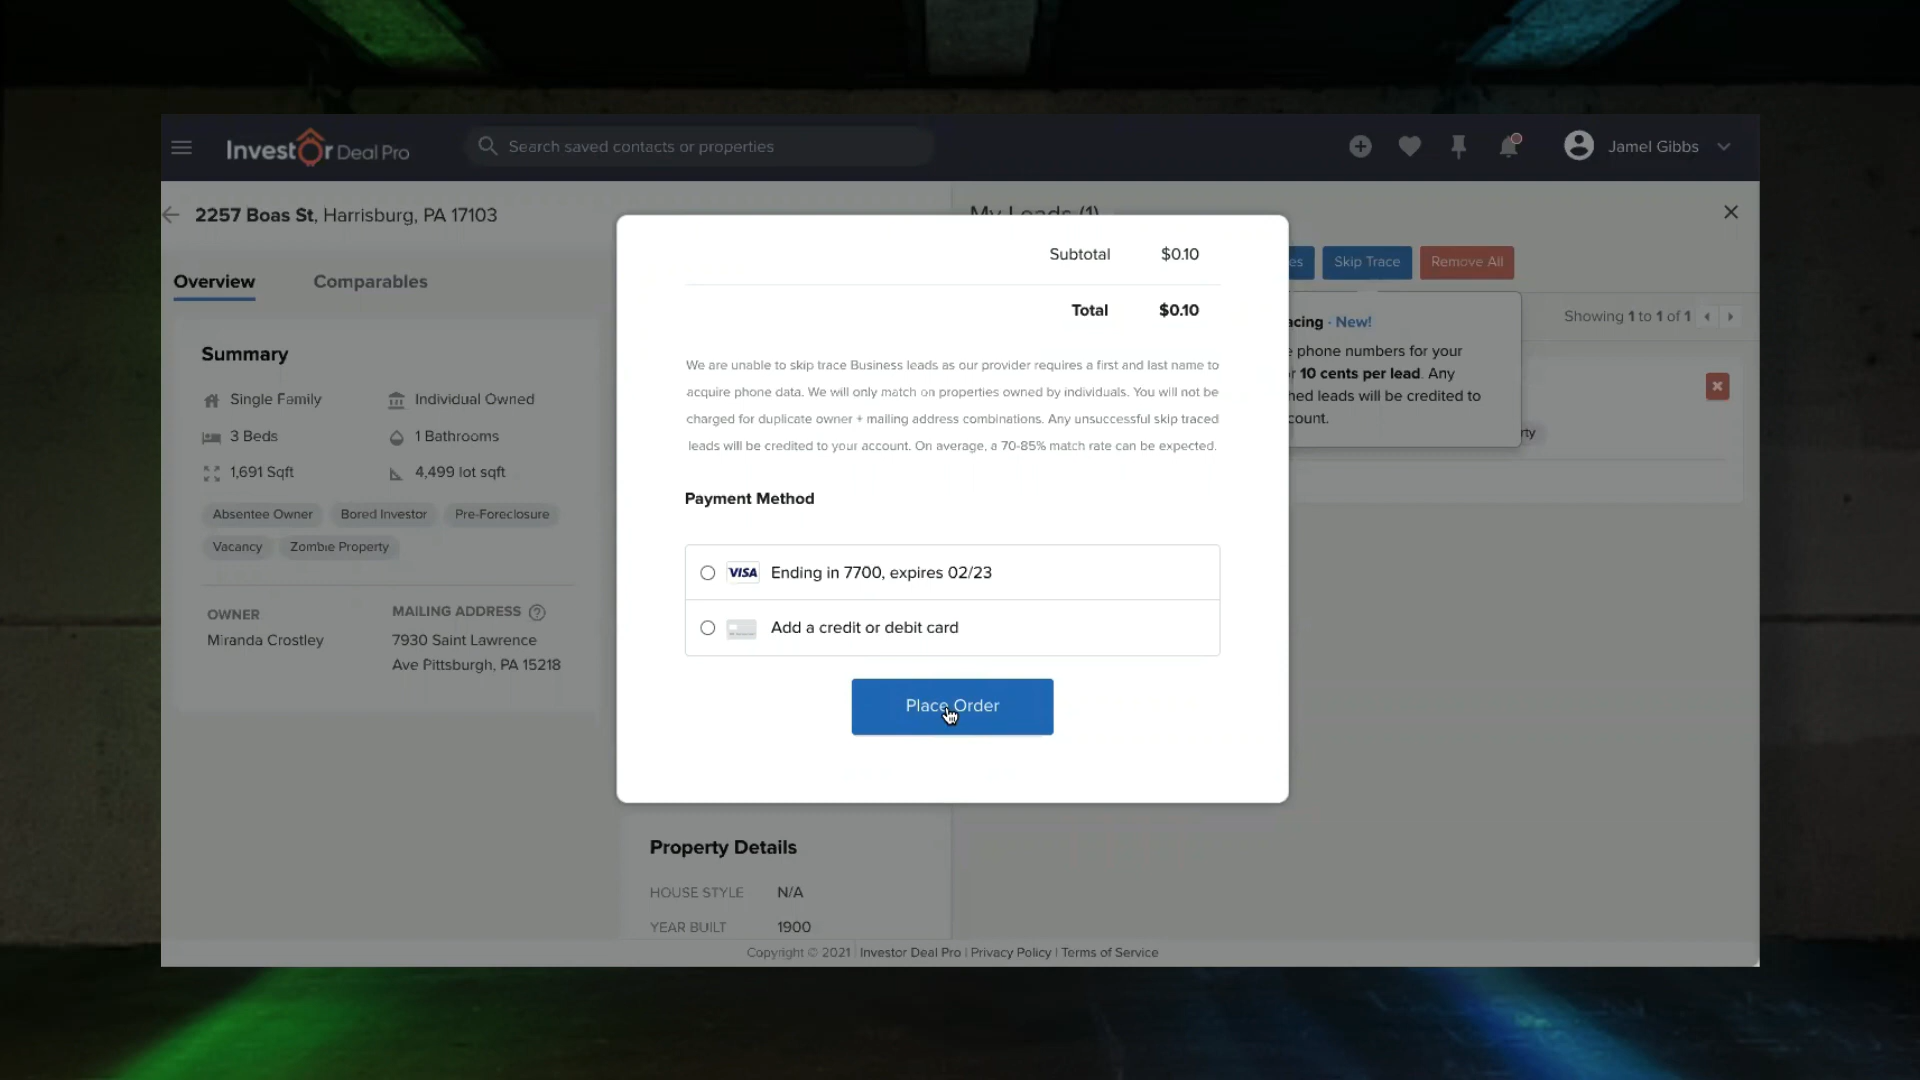 InvestOr Deal Pro
Search saved contacts or properties
Jamel Gibbs
2257 Boas St, Harrisburg, PA 17103
My Leads (1)
Skip Trace
Remove All
Overview
Comparables
Showing 1 to 1 of 1
Summary
Single Family
Individual Owned
3 Beds
1 Bathrooms
1,691 Sqft
4,499 lot sqft
Absentee Owner
Bored Investor
Pre-Foreclosure
Vacancy
Zombie Property
OWNER
Miranda Crostley
MAILING ADDRESS
7930 Saint Lawrence
Ave Pittsburgh, PA 15218
Subtotal $0.10
Total $0.10
We are unable to skip trace Business leads as our provider requires a first and last name to
acquire phone data. We will only match on properties owned by individuals. You will not be
charged for duplicate owner + mailing address combinations. Any unsuccessful skip traced
leads will be credited to your account. On average, a 70-85% match rate can be expected.
Payment Method
VISA Ending in 7700, expires 02/23
Add a credit or debit card
Place Order
- New!
phone numbers for your
10 cents per lead. Any
leads will be credited to
Property Details
HOUSE STYLE N/A
YEAR BUILT 1900
Copyright © 2021 | Investor Deal Pro | Privacy Policy | Terms of Service